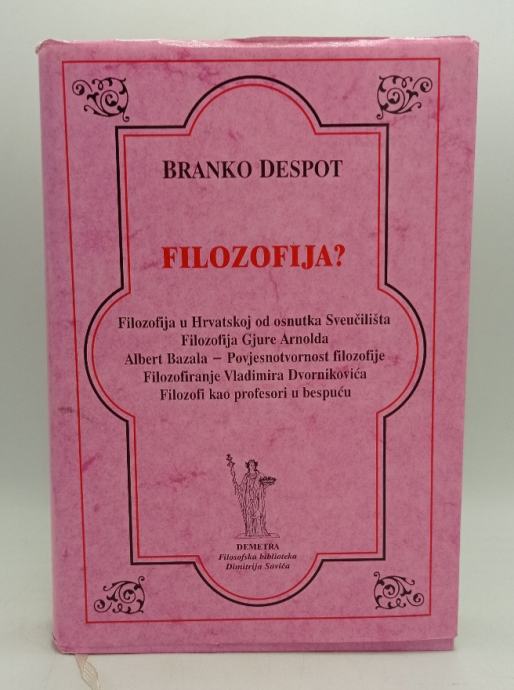 BRANKO DESPOT
FILOZOFIJA?
Filozofija u Hrvatskoj od osnutka Sveučilišta
Filozofija Gjure Arnolda
Albert Bazala – Povjesnotvornost filozofije
Filozofiranje Vladimira Dvornikovića
Filozofi kao profesori u bespuću
DEMETRA
Filosofska biblioteka
Dimitrija Savića